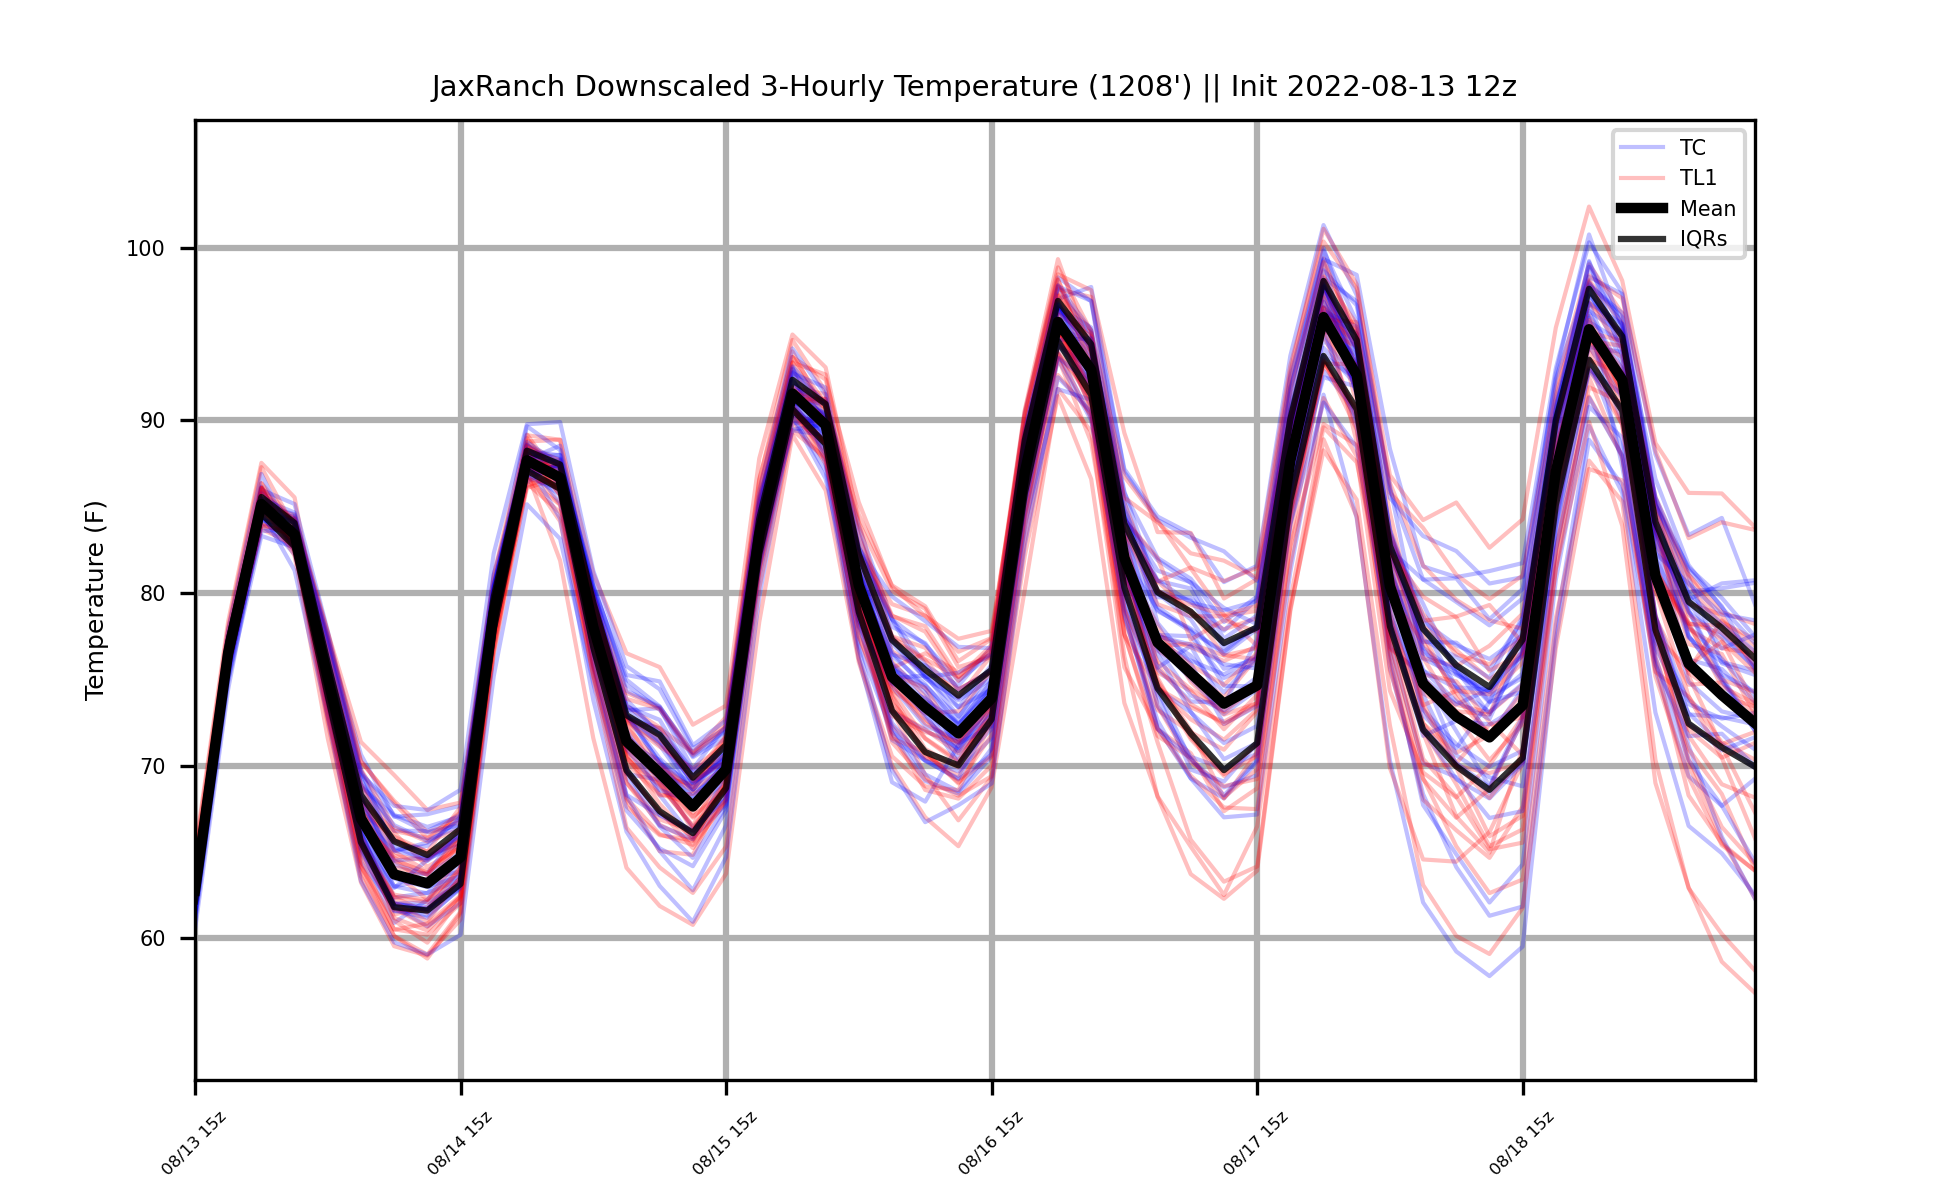 JaxRanch Downscaled 3-Hourly Temperature (1208') || Init 2022-08-13 12z
TC
TL1
Mean
IQRs
Temperature (F)
100
90
80
70
60
08/13 15z
08/14 15z
08/15 15z
08/16 15z
08/17 15z
08/18 15z